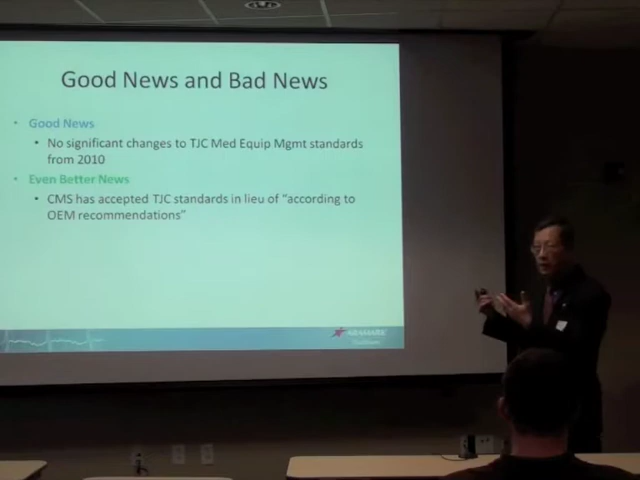 Good News and Bad News
• Good News
• No significant changes to TJC Med Equip Mgmt standards
from 2010
• Even Better News
• CMS has accepted TJC standards in lieu of "according to
OEM recommendations"
ARAMARK